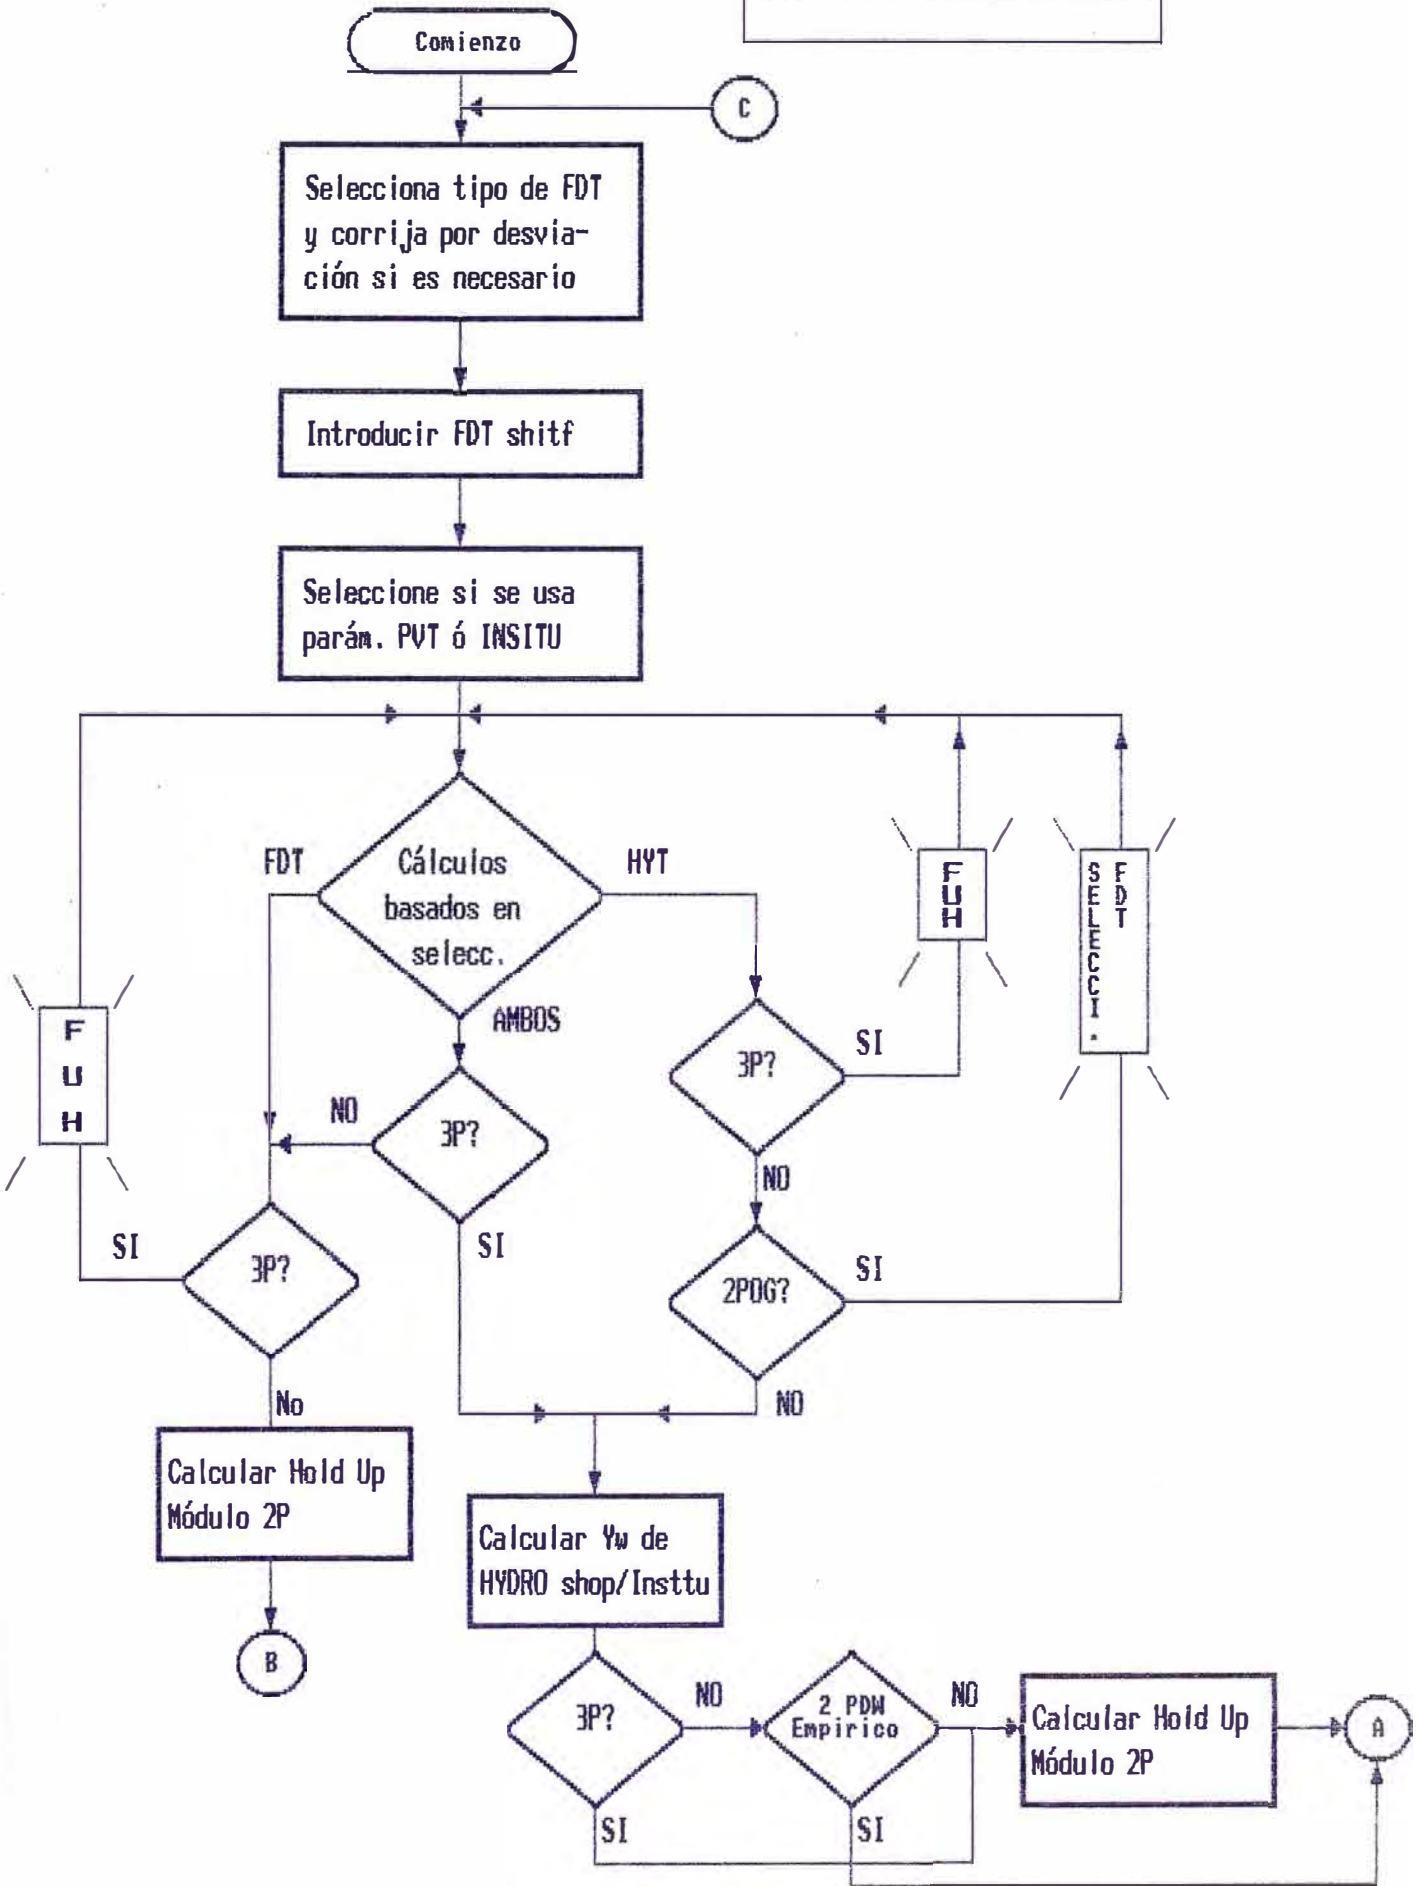 Comienzo
C
Selecciona tipo de FDT
y corrija por desvia-
ción si es necesario
Introducir FDT shitf
Seleccione si se usa
parám. PVT ó INSITU
FDT
Cálculos
basados en
selecc.
HYT
AMBOS
FUH
FDT
SELECCI.
FUH
3P?
SI
NO
3P?
NO
SI
3P?
SI
No
2POG?
SI
NO
Calcular Hold Up
Módulo 2P
B
Calcular Yw de
HYDRO shop/Insttu
3P?
NO
SI
2 PDW
Empirico
NO
SI
Calcular Hold Up
Módulo 2P
A